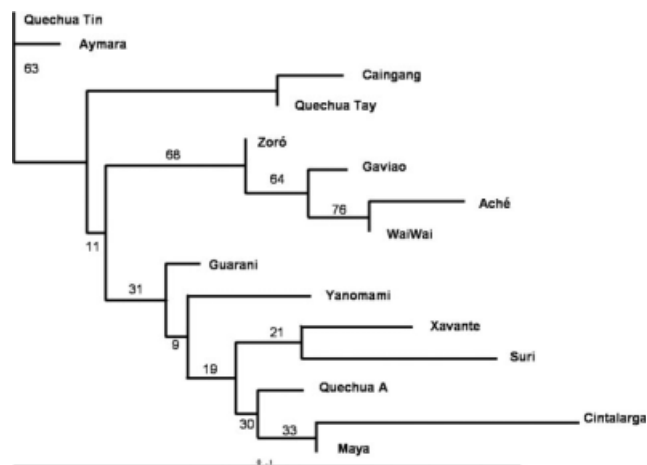 Quechua Tin
Aymara
63
Caingang
Quechua Tay
Zoró
68
Gaviao
64
Aché
76
WaiWai
11
Guarani
31
Yanomami
9
Xavante
21
Suri
19
Quechua A
30
33
Cintalarga
Maya